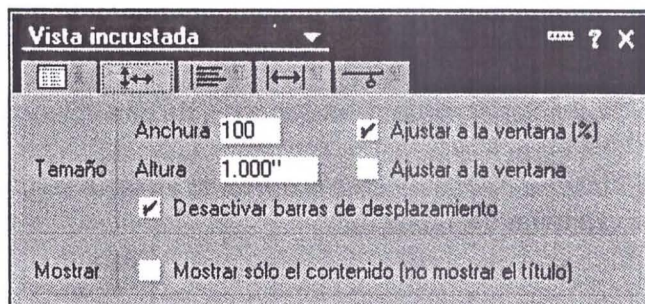 Vista incrustada ?
Anchura 100 Ajustar a la ventana (%)
Tamaño Altura 1.000" Ajustar a la ventana
Desactivar barras de desplazamiento
Mostrar Mostrar sólo el contenido (no mostrar el título)